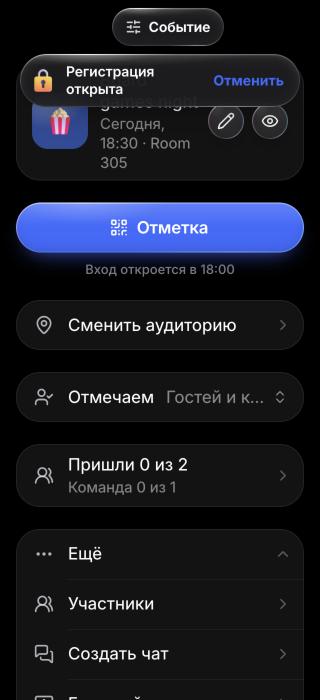 Событие
Регистрация
открыта
Отменить
games night
Сегодня,
18:30 · Room
305
Отметка
Вход откроется в 18:00
Сменить аудиторию
Отмечаем Гостей и к...
Пришли 0 из 2
Команда 0 из 1
Ещё
Участники
Создать чат